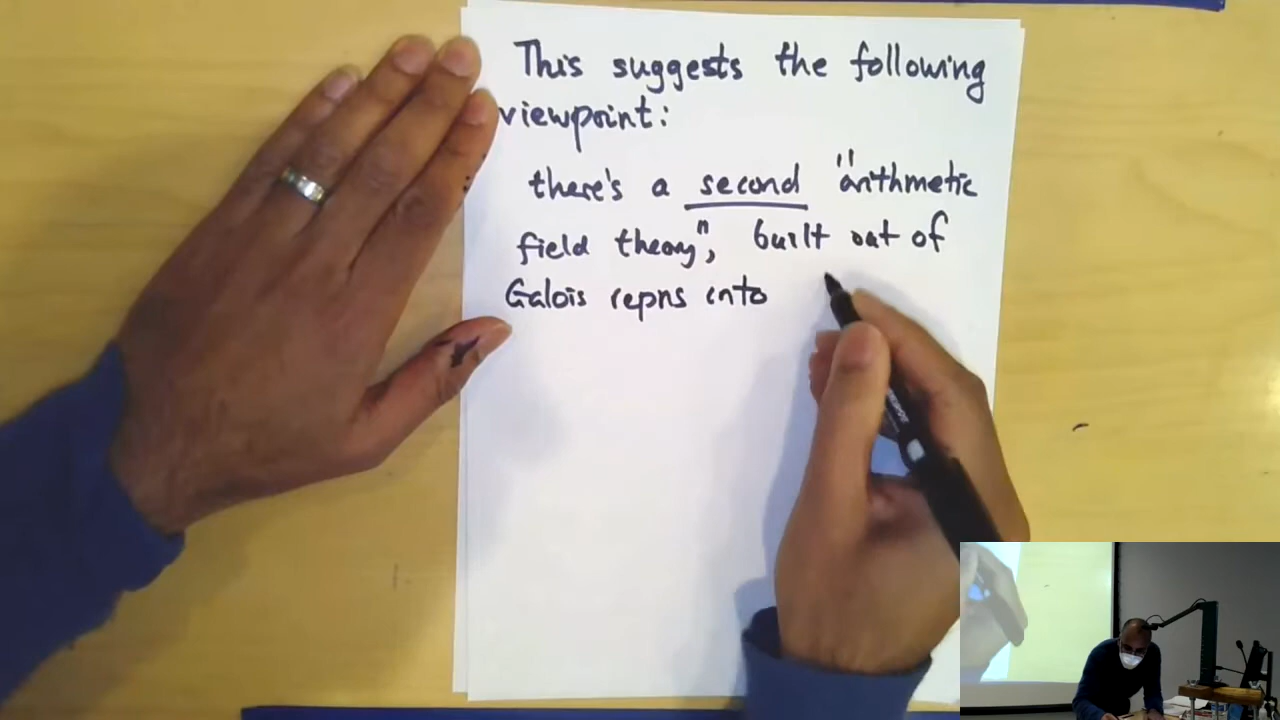 This suggests the following
viewpoint:
there's a second "arithmetic
field theory", built out of
Galois repns into